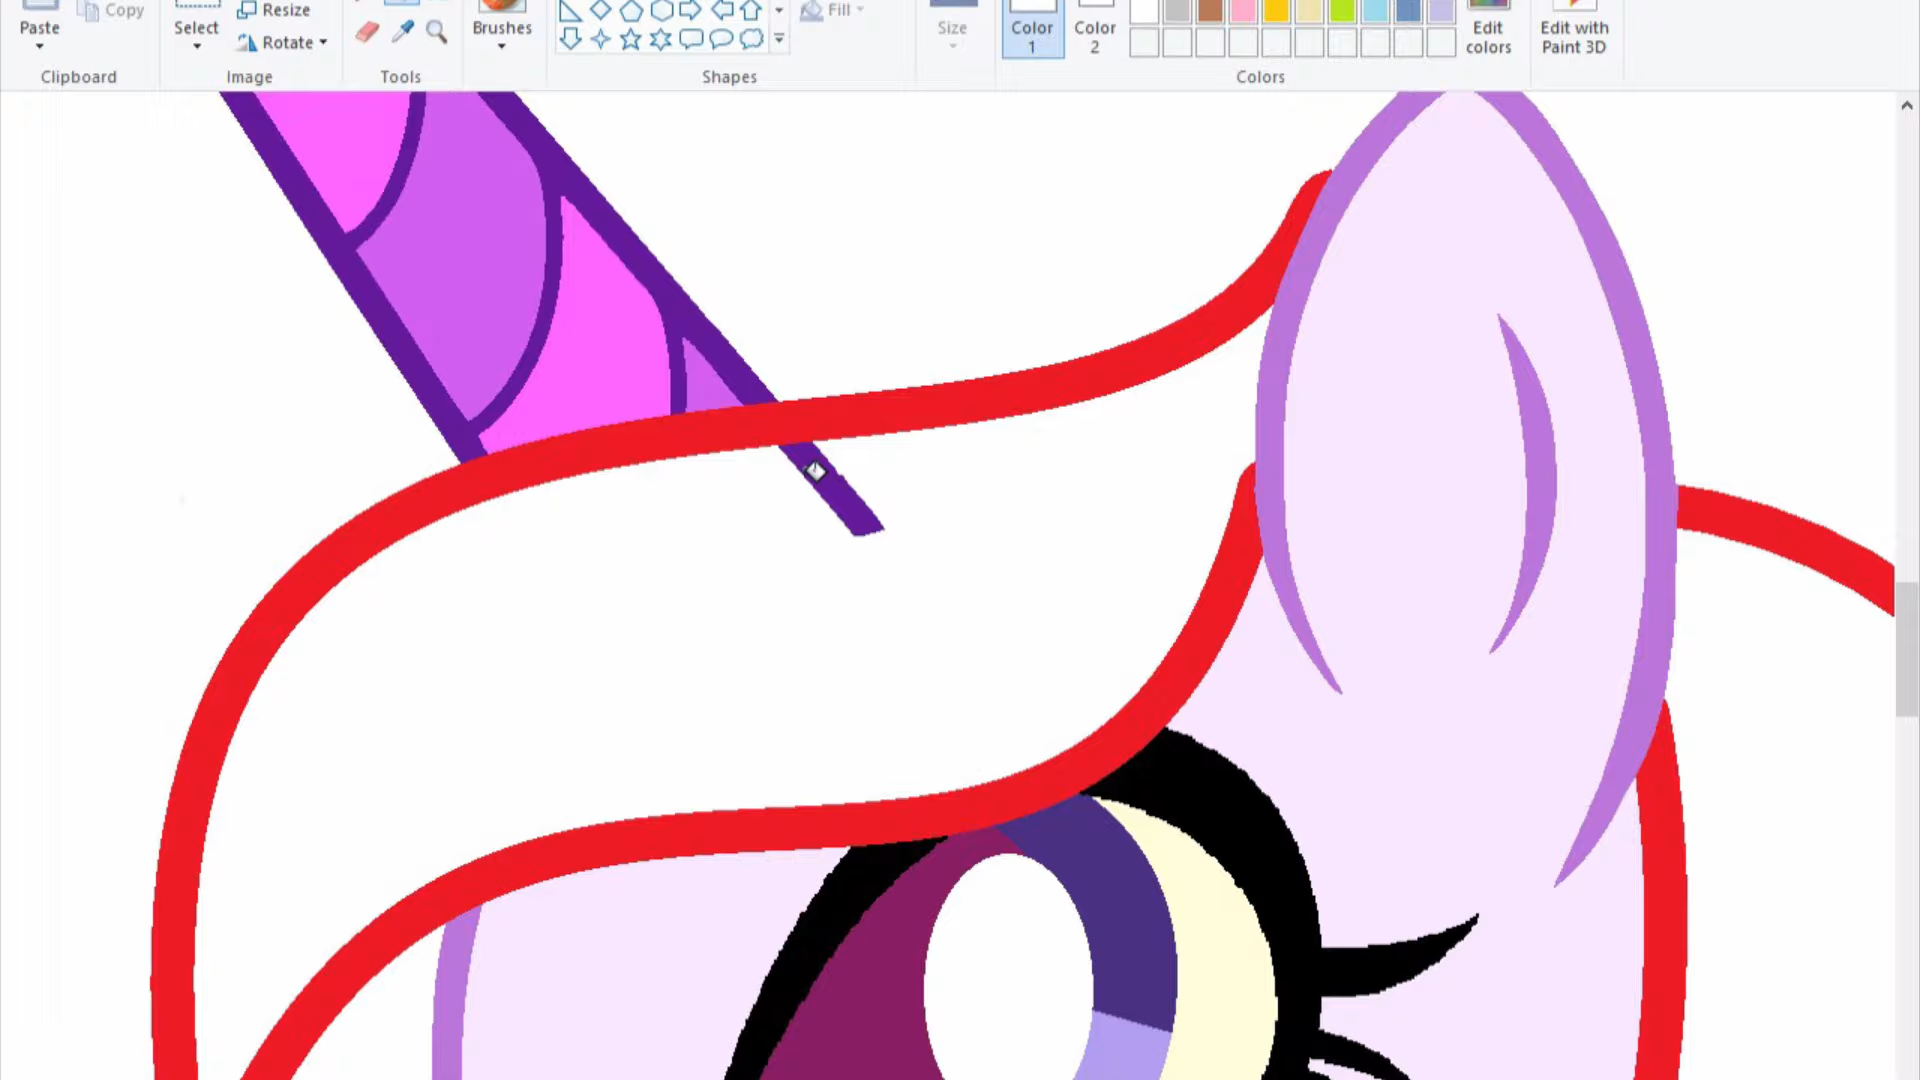 Paste
Copy
Select
Resize
Rotate
Brushes
Fill
Size
Color 1
Color 2
Edit colors
Edit with Paint 3D
Clipboard
Image
Tools
Shapes
Colors